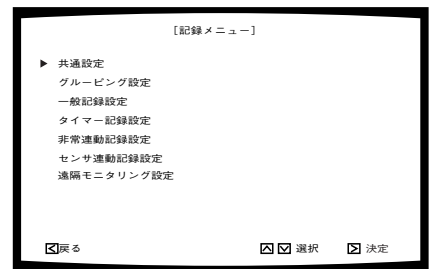 [記録メニュー]
▶ 共通設定
グルーピング設定
一般記録設定
タイマー記録設定
非常連動記録設定
センサ連動記録設定
遠隔モニタリング設定
戻る 選択 決定